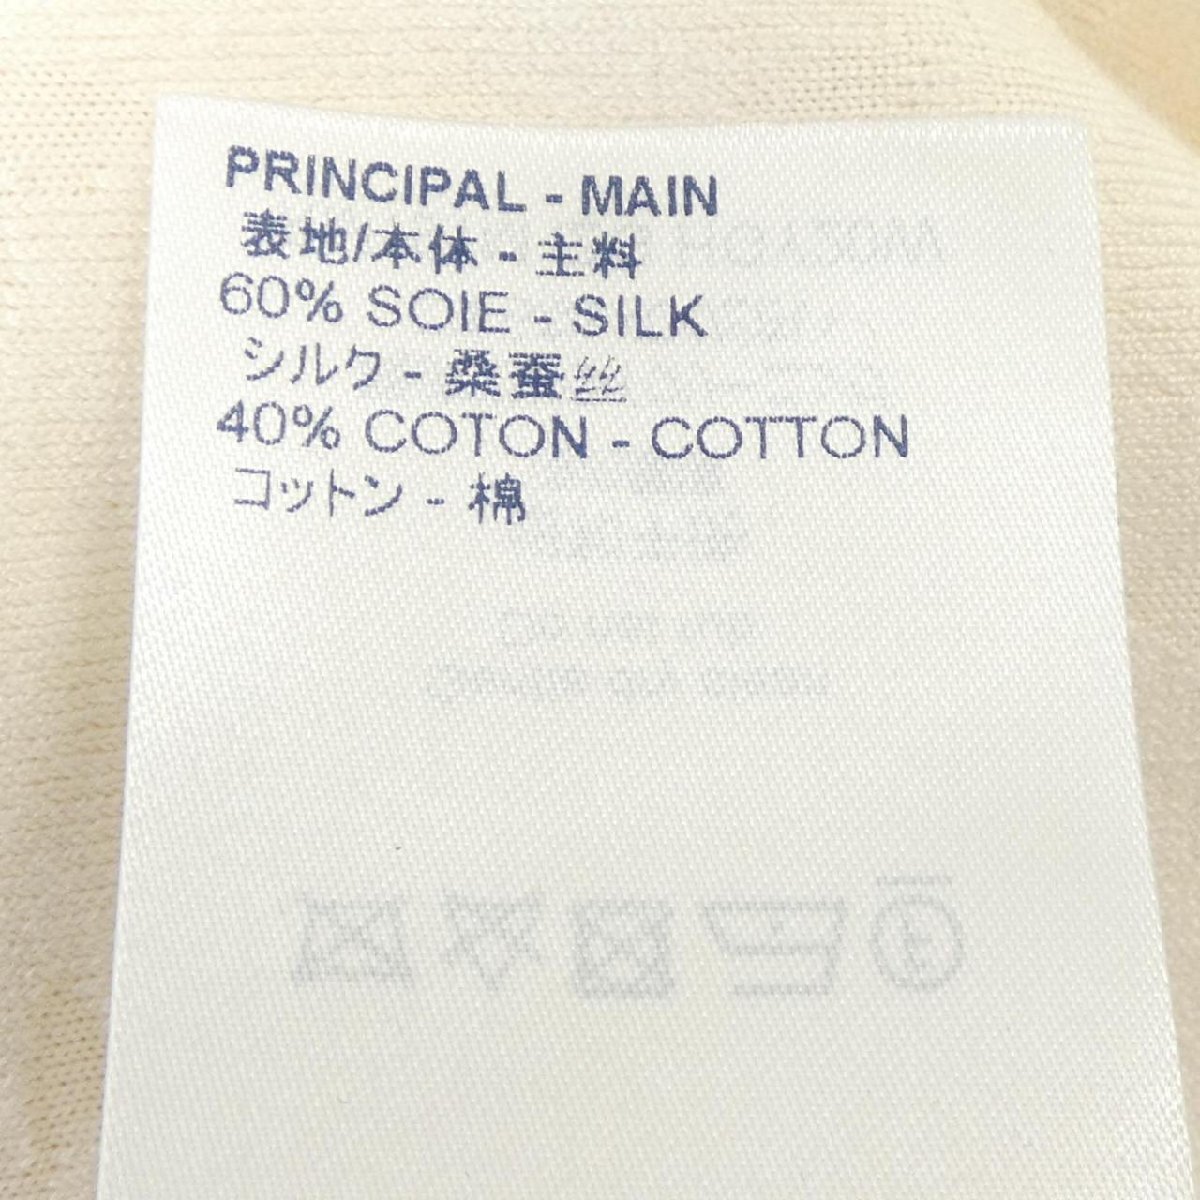 PRINCIPAL - MAIN
表地/本体 - 主料
60% SOIE - SILK
シルク - 桑蚕丝
40% COTON - COTTON
コットン - 棉